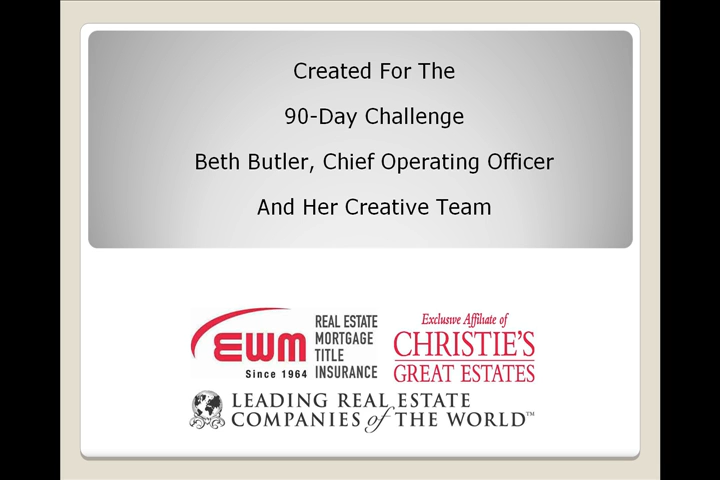 Created For The
90-Day Challenge
Beth Butler, Chief Operating Officer
And Her Creative Team
EWM
Since 1964
REAL ESTATE
MORTGAGE
TITLE
INSURANCE
Exclusive Affiliate of
CHRISTIE'S
GREAT ESTATES
LEADING REAL ESTATE
COMPANIES of THE WORLD™